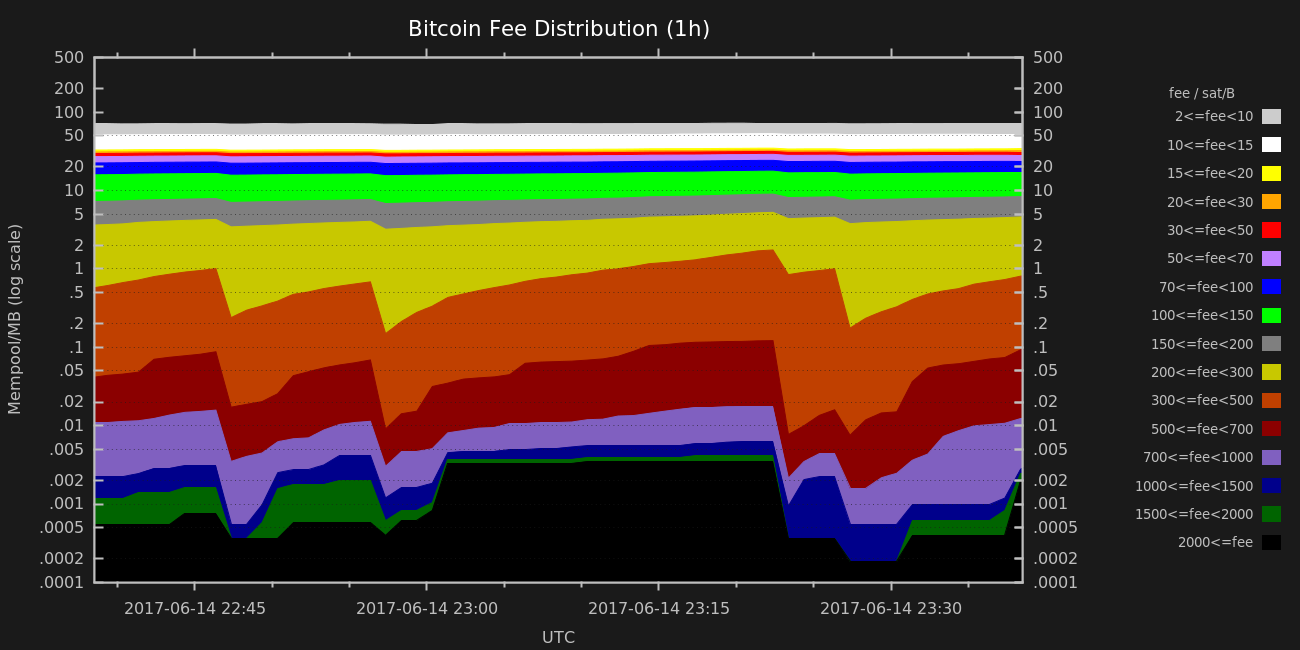 Bitcoin Fee Distribution (1h)
Mempool/MB (log scale)
500
200
100
50
20
10
5
2
1
.5
.2
.1
.05
.02
.01
.005
.002
.001
.0005
.0002
.0001
500
200
100
50
20
10
5
2
1
.5
.2
.1
.05
.02
.01
.005
.002
.001
.0005
.0002
.0001
2017-06-14 22:45 2017-06-14 23:00 2017-06-14 23:15 2017-06-14 23:30
UTC
fee / sat/B
2<=fee<10
10<=fee<15
15<=fee<20
20<=fee<30
30<=fee<50
50<=fee<70
70<=fee<100
100<=fee<150
150<=fee<200
200<=fee<300
300<=fee<500
500<=fee<700
700<=fee<1000
1000<=fee<1500
1500<=fee<2000
2000<=fee